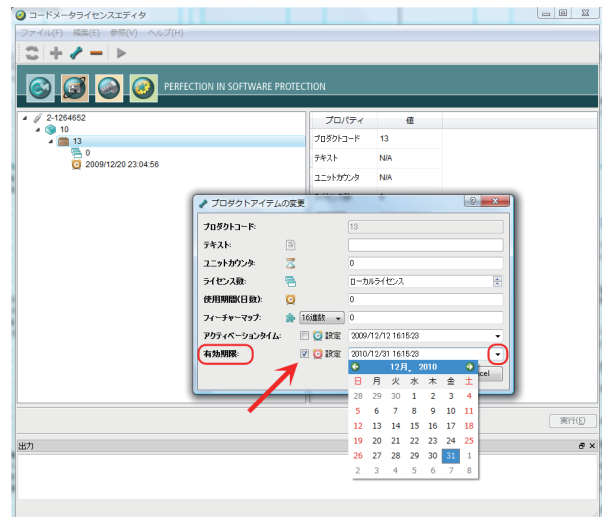 コードメータライセンスエディタ
ファイル(F) 編集(E) 参照(V) ヘルプ(H)
PERFECTION IN SOFTWARE PROTECTION
2-1264652
10
13
0
2009/12/20 23:04:56
プロパティ 値
プロダクトコード 13
テキスト N/A
ユニットカウンタ N/A
プロダクトアイテムの変更
プロダクトコード: 13
テキスト:
ユニットカウンタ: 0
ライセンス数: ローカルライセンス
使用期間(日数): 0
フィーチャーマップ: 16進数 0
アクティベーションタイム: 設定 2009/12/12 16:15:23
有効期限: 設定 2010/12/31 16:15:23
12月, 2010
日 月 火 水 木 金 土
28 29 30 1 2 3 4
5 6 7 8 9 10 11
12 13 14 15 16 17 18
19 20 21 22 23 24 25
26 27 28 29 30 31 1
2 3 4 5 6 7 8
実行(E)
出力